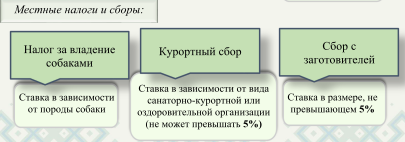 Местные налоги и сборы:
Налог за владение
собаками
Ставка в зависимости
от породы собаки
Курортный сбор
Ставка в зависимости от вида
санаторно-курортной или
оздоровительной организации
(не может превышать 5%)
Сбор с
заготовителей
Ставка в размере, не
превышающем 5%